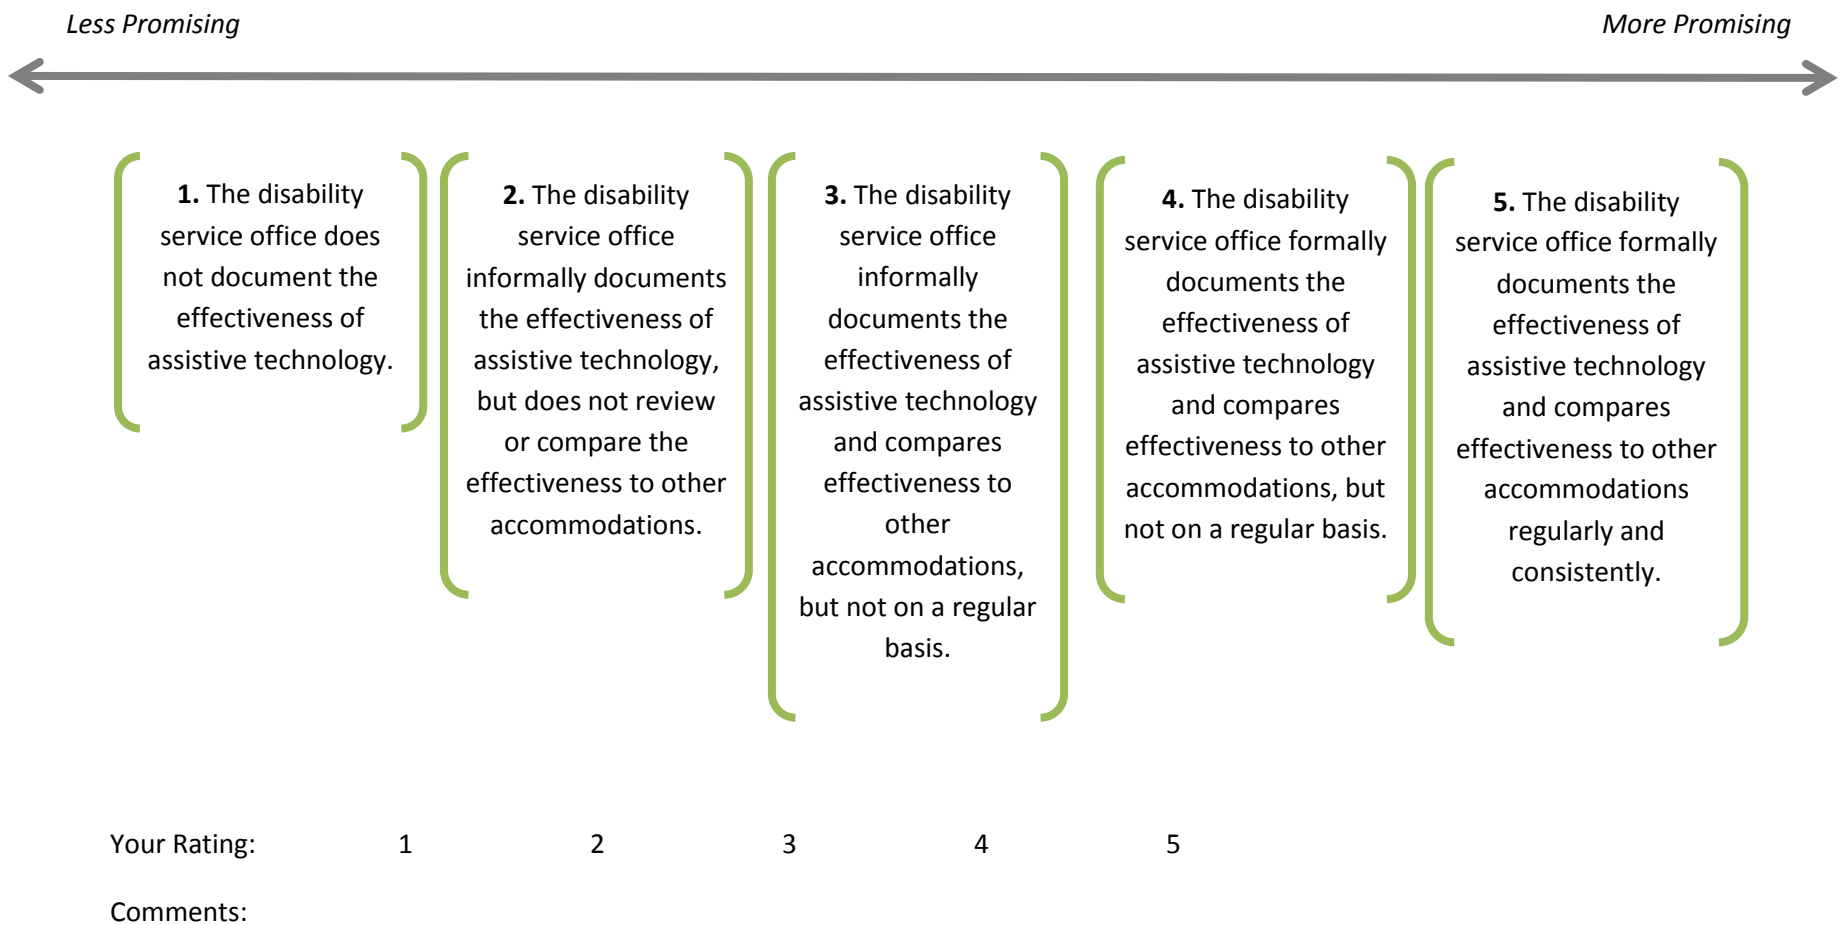 Less Promising
More Promising
1. The disability
service office does
not document the
effectiveness of
assistive technology.
2. The disability
service office
informally documents
the effectiveness of
assistive technology,
but does not review
or compare the
effectiveness to other
accommodations.
3. The disability
service office
informally
documents the
effectiveness of
assistive technology
and compares
effectiveness to
other
accommodations,
but not on a regular
basis.
4. The disability
service office formally
documents the
effectiveness of
assistive technology
and compares
effectiveness to other
accommodations, but
not on a regular basis.
5. The disability
service office formally
documents the
effectiveness of
assistive technology
and compares
effectiveness to other
accommodations
regularly and
consistently.
Your Rating: 1 2 3 4 5
Comments: